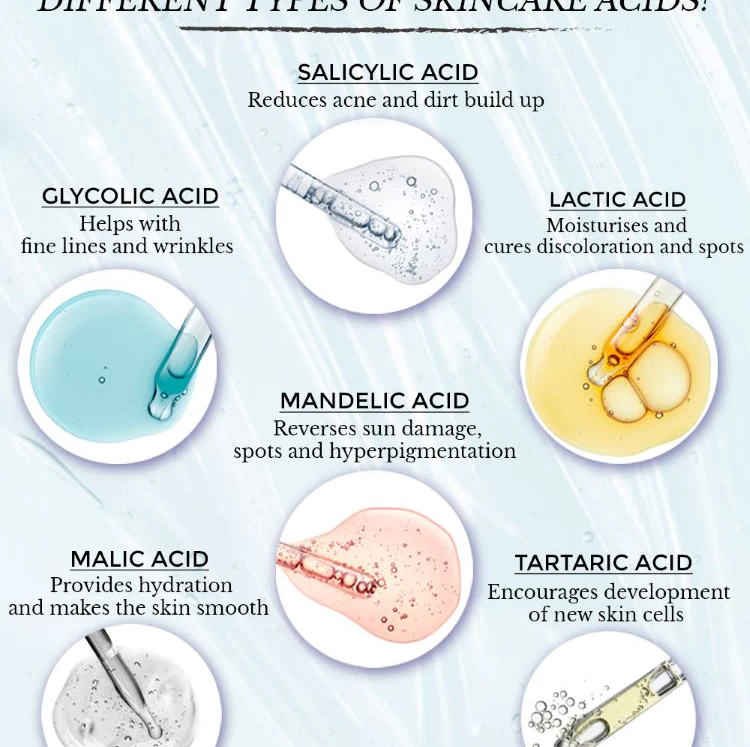 DIFFERENT TYPES OF SKINCARE ACIDS?
SALICYLIC ACID
Reduces acne and dirt build up
GLYCOLIC ACID
Helps with
fine lines and wrinkles
LACTIC ACID
Moisturises and
cures discoloration and spots
MANDELIC ACID
Reverses sun damage,
spots and hyperpigmentation
MALIC ACID
Provides hydration
and makes the skin smooth
TARTARIC ACID
Encourages development
of new skin cells